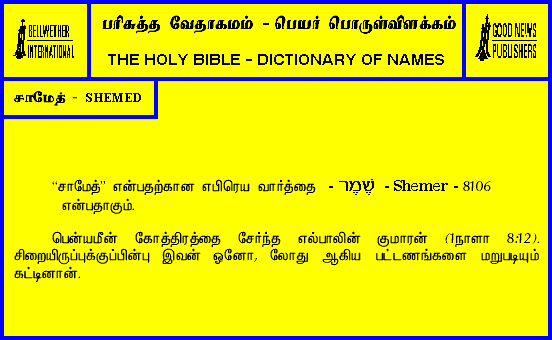 BELLWETHER
INTERNATIONAL
பரிசுத்த வேதாகமம் - பெயர் பொருள்விளக்கம்
THE HOLY BIBLE - DICTIONARY OF NAMES
GOOD NEWS
PUBLISHERS
சாமேத் - SHEMED
“சாமேத்” என்பதற்கான எபிரெய வார்த்தை - שֶׁמֶר - Shemer - 8106
என்பதாகும்.
பென்யமீன் கோத்திரத்தை சேர்ந்த எல்பாலின் குமாரன் (1நாளா 8:12).
சிறையிருப்புக்குப்பின்பு இவன் ஓனோ, லோது ஆகிய பட்டணங்களை மறுபடியும்
கட்டினான்.